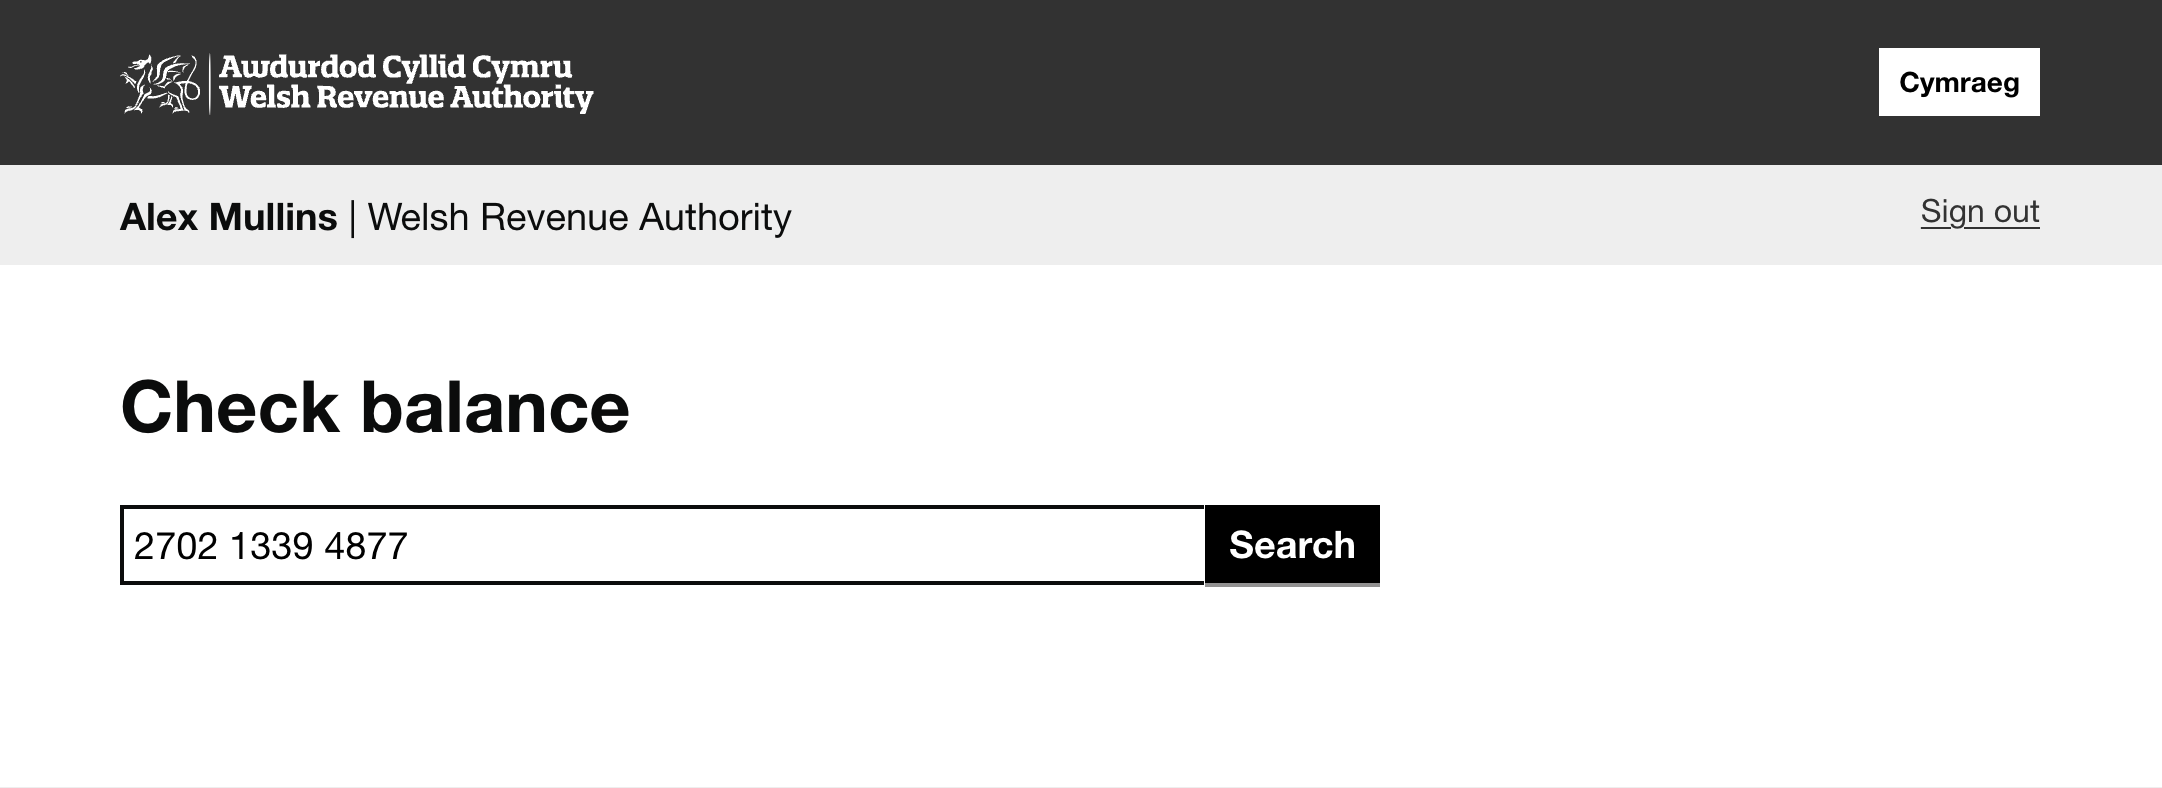 Awdurdod Cyllid Cymru
Welsh Revenue Authority
Cymraeg
Alex Mullins | Welsh Revenue Authority
Sign out
Check balance
2702 1339 4877
Search